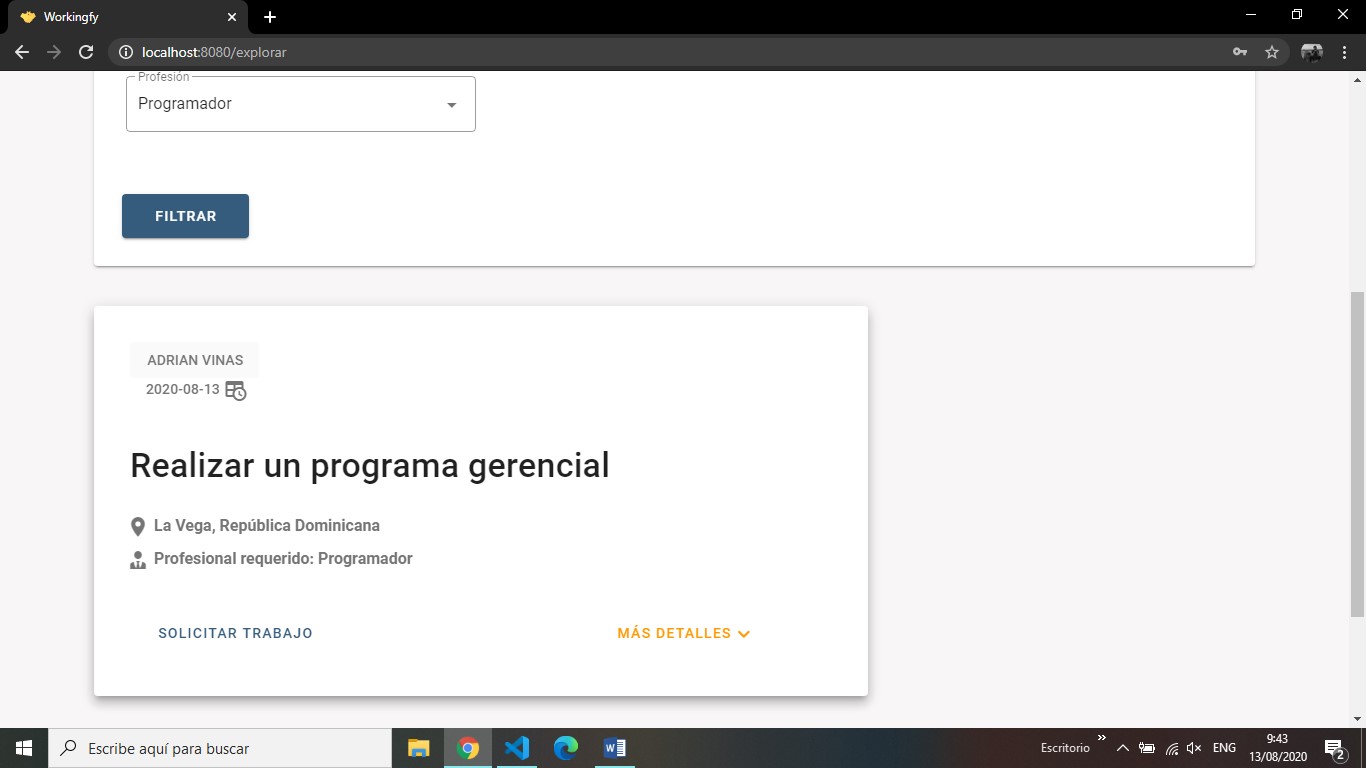 Workingfy
localhost:8080/explorar
Profesión
Programador
FILTRAR
ADRIAN VINAS
2020-08-13
Realizar un programa gerencial
La Vega, República Dominicana
Profesional requerido: Programador
SOLICITAR TRABAJO
MÁS DETALLES
Escribe aquí para buscar
Escritorio
ENG
9:43
13/08/2020
2